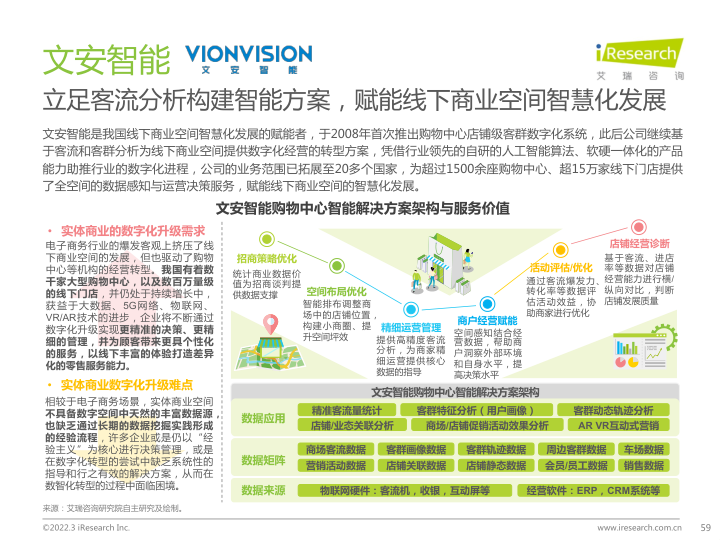 文安智能
VIONVISION
文安智能
iResearch
艾瑞咨询
立足客流分析构建智能方案，赋能线下商业空间智慧化发展
文安智能是我国线下商业空间智慧化发展的赋能者，于2008年首次推出购物中心店铺级客群数字化系统，此后公司继续基
于客流和客群分析为线下商业空间提供数字化经营的转型方案，凭借行业领先的自研的人工智能算法、软硬一体化的产品
能力助推行业的数字化进程，公司的业务范围已拓展至20多个国家，为超过1500余座购物中心、超15万家线下门店提供
了全空间的数据感知与运营决策服务，赋能线下商业空间的智慧化发展。
文安智能购物中心智能解决方案架构与服务价值
• 实体商业的数字化升级需求
电子商务行业的爆发客观上挤压了线
下商业空间的发展，但也驱动了购物
中心等机构的经营转型。我国有着数
千家大型购物中心，以及数百万量级
的线下门店，并仍处于持续增长中，
获益于大数据、5G网络、物联网、
VR/AR技术的进步，企业将不断通过
数字化升级实现更精准的决策、更精
细的管理，并为顾客带来更具个性化
的服务，以线下丰富的体验打造差异
化的零售服务能力。
• 实体商业数字化升级难点
相较于电子商务场景，实体商业空间
不具备数字空间中天然的丰富数据源，
也缺乏通过长期的数据挖掘实践形成
的经验流程，许多企业或是仍以“经
验主义”为核心进行决策管理，或是
在数字化转型的尝试中缺乏系统性的
指导和行之有效的解决方案，从而在
数智化转型的过程中面临困境。
招商策略优化
统计商业数据价
值为招商谈判提
供数据支撑
空间布局优化
智能排布调整商
场中的店铺位置，
构建小商圈、提
升空间坪效
精细运营管理
提供高精度客流
分析，为商家精
细运营提供核心
数据的指导
商户经营赋能
空间感知结合经
营数据，帮助商
户洞察外部环境
和自身水平，提
高决策水平
活动评估/优化
通过客流爆发力、
转化率等数据评
估活动效益，协
助商家进行优化
店铺经营诊断
基于客流、进店
率等数据对店铺
经营能力进行横/
纵向对比，判断
店铺发展质量
文安智能购物中心智能解决方案架构
数据应用
精准客流量统计
客群特征分析（用户画像）
客群动态轨迹分析
店铺/业态关联分析
商场/店铺促销活动效果分析
AR VR互动式营销
数据矩阵
商场客流数据
客群画像数据
客群轨迹数据
周边客群数据
车场数据
营销活动数据
店铺关联数据
店铺静态数据
会员/员工数据
销售数据
数据来源
物联网硬件：客流机，收银，互动屏等
经营软件：ERP，CRM系统等
来源：艾瑞咨询研究院自主研究及绘制。
©2022.3 iResearch Inc.
www.iresearch.com.cn
59